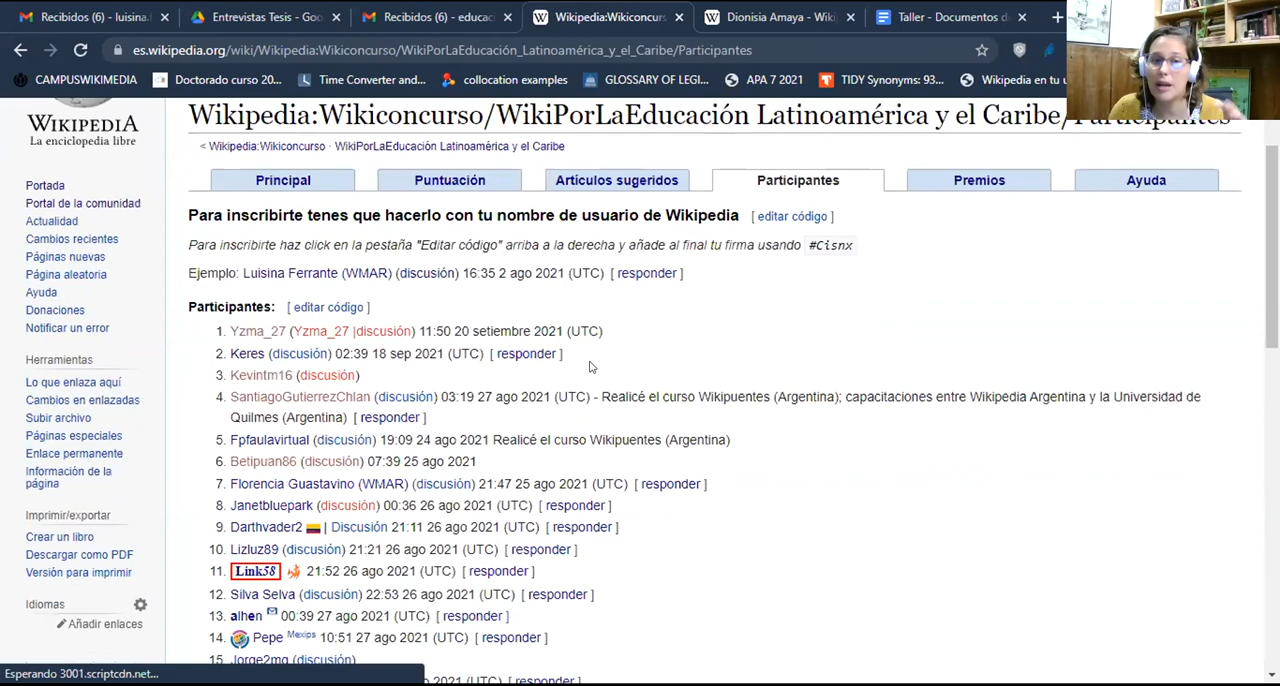 Recibidos (6) - luisina.f
Entrevistas Tesis - Goo
Recibidos (6) - educac
Wikipedia:Wikiconcurs
Dionisia Amaya - Wiki
Taller - Documentos d
es.wikipedia.org/wiki/Wikipedia:Wikiconcurso/WikiPorLaEducación_Latinoamérica_y_el_Caribe/Participantes
CAMPUSWIKIMEDIA
Doctorado curso 20...
Time Converter and...
collocation examples
GLOSSARY OF LEGI...
APA 7 2021
TIDY Synonyms: 93...
Wikipedia en tu u
WIKIPEDIA
La enciclopedia libre
Portada
Portal de la comunidad
Actualidad
Cambios recientes
Páginas nuevas
Página aleatoria
Ayuda
Donaciones
Notificar un error
Herramientas
Lo que enlaza aquí
Cambios en enlazadas
Subir archivo
Páginas especiales
Enlace permanente
Información de la
página
Imprimir/exportar
Crear un libro
Descargar como PDF
Versión para imprimir
Idiomas
Añadir enlaces
Esperando 3001.scriptcdn.net...
Wikipedia:Wikiconcurso/WikiPorLaEducación Latinoamérica y el Caribe/Participantes
< Wikipedia:Wikiconcurso · WikiPorLaEducación Latinoamérica y el Caribe
Principal
Puntuación
Artículos sugeridos
Participantes
Premios
Ayuda
Para inscribirte tenes que hacerlo con tu nombre de usuario de Wikipedia [ editar código ]
Para inscribirte haz click en la pestaña "Editar código" arriba a la derecha y añade al final tu firma usando #Cisnx
Ejemplo: Luisina Ferrante (WMAR) (discusión) 16:35 2 ago 2021 (UTC) [ responder ]
Participantes: [ editar código ]
1. Yzma_27 (Yzma_27 |discusión) 11:50 20 setiembre 2021 (UTC)
2. Keres (discusión) 02:39 18 sep 2021 (UTC) [ responder ]
3. Kevintm16 (discusión)
4. SantiagoGutierrezChlan (discusión) 03:19 27 ago 2021 (UTC) - Realicé el curso Wikipuentes (Argentina); capacitaciones entre Wikipedia Argentina y la Universidad de
Quilmes (Argentina) [ responder ]
5. Fpfaulavirtual (discusión) 19:09 24 ago 2021 Realicé el curso Wikipuentes (Argentina)
6. Betipuan86 (discusión) 07:39 25 ago 2021
7. Florencia Guastavino (WMAR) (discusión) 21:47 25 ago 2021 (UTC) [ responder ]
8. Janetbluepark (discusión) 00:36 26 ago 2021 (UTC) [ responder ]
9. Darthvader2 | Discusión 21:11 26 ago 2021 (UTC) [ responder ]
10. Lizluz89 (discusión) 21:21 26 ago 2021 (UTC) [ responder ]
11. Link58 21:52 26 ago 2021 (UTC) [ responder ]
12. Silva Selva (discusión) 22:53 26 ago 2021 (UTC) [ responder ]
13. alhen 00:39 27 ago 2021 (UTC) [ responder ]
14. Pepe Mexips 10:51 27 ago 2021 (UTC) [ responder ]
15. Jorge2mg (discusión)
(UTC) [ responder ]